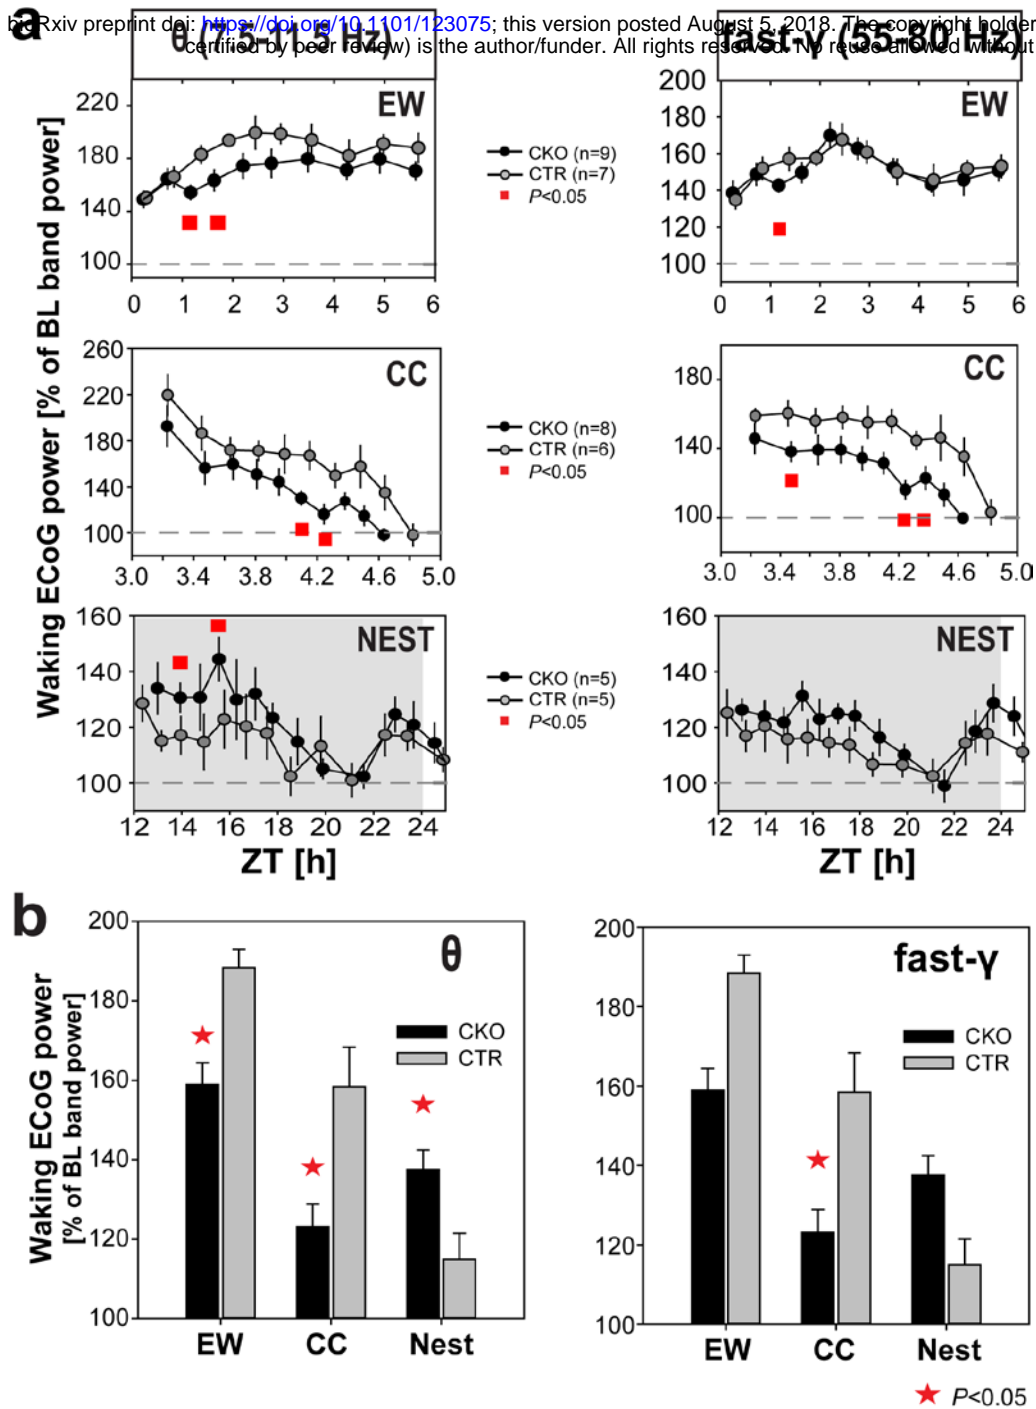 bioRxiv preprint doi: https://doi.org/10.1101/123075; this version posted August 5, 2018. The copyright holder
certified by peer review) is the author/funder. All rights reserved. No reuse allowed without
a
θ (7.5-11.5 Hz)
fast-γ (55-80 Hz)
Waking ECoG power [% of BL band power]
EW
220
180
140
100
0 1 2 3 4 5 6
CKO (n=9)
CTR (n=7)
P<0.05
EW
200
180
160
140
120
100
0 1 2 3 4 5 6
CC
260
220
180
140
100
3.0 3.4 3.8 4.2 4.6 5.0
CKO (n=8)
CTR (n=6)
P<0.05
CC
180
140
100
3.0 3.4 3.8 4.2 4.6 5.0
NEST
160
140
120
100
12 14 16 18 20 22 24
ZT [h]
CKO (n=5)
CTR (n=5)
P<0.05
NEST
160
140
120
100
12 14 16 18 20 22 24
ZT [h]
b
Waking ECoG power
[% of BL band power]
θ
200
180
160
140
120
100
CKO
CTR
EW CC Nest
fast-γ
200
180
160
140
120
100
CKO
CTR
EW CC Nest
P<0.05